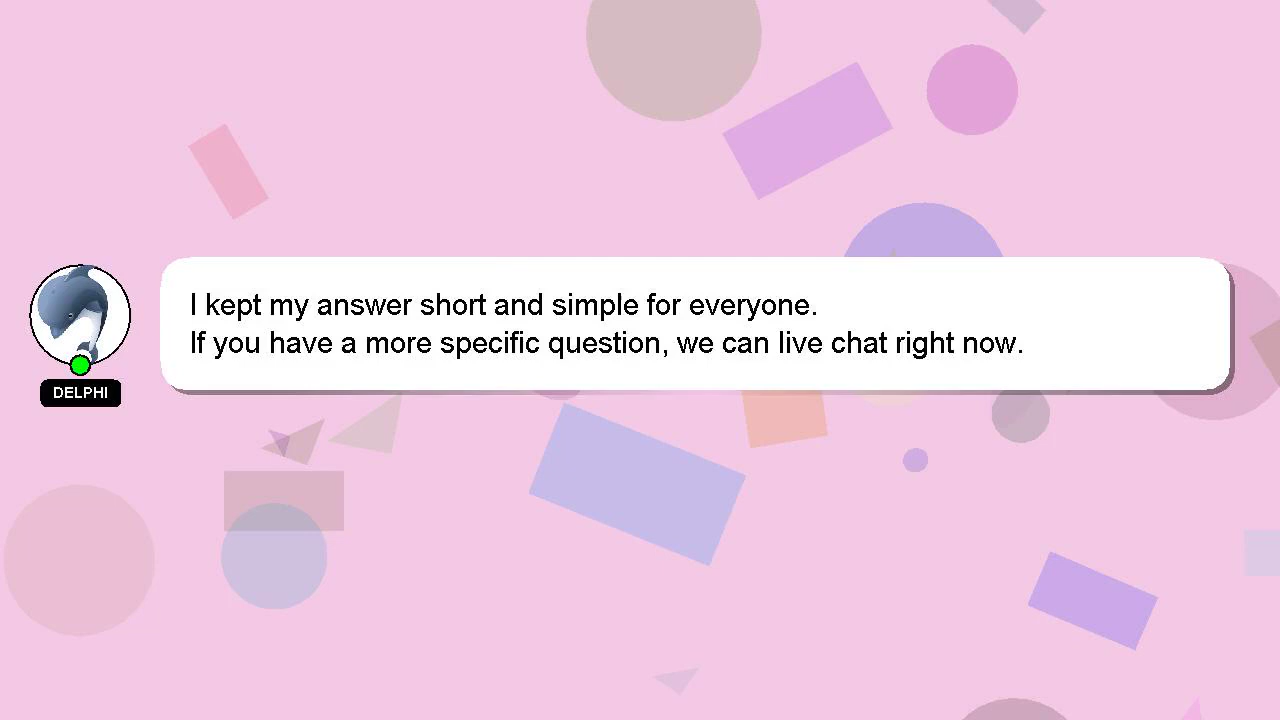 I kept my answer short and simple for everyone.
If you have a more specific question, we can live chat right now.
DELPHI